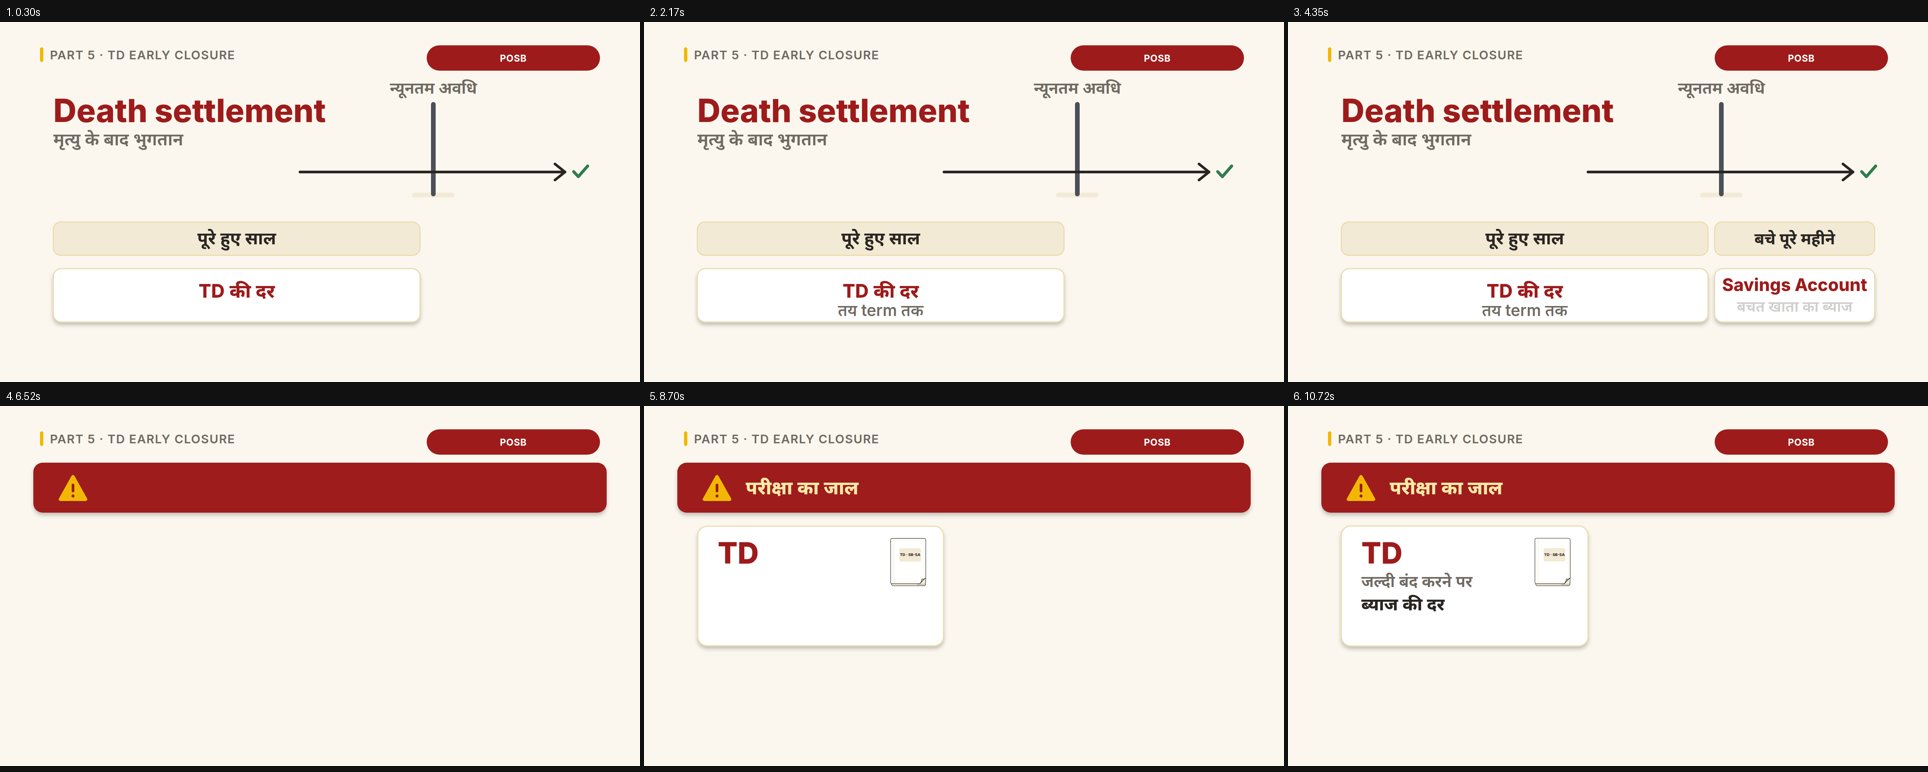 1. 0.30s
PART 5 · TD EARLY CLOSURE
POSB
न्यूनतम अवधि
Death settlement
मृत्यु के बाद भुगतान
पूरे हुए साल
TD की दर
2. 2.17s
PART 5 · TD EARLY CLOSURE
POSB
न्यूनतम अवधि
Death settlement
मृत्यु के बाद भुगतान
पूरे हुए साल
TD की दर
तय term तक
3. 4.35s
PART 5 · TD EARLY CLOSURE
POSB
न्यूनतम अवधि
Death settlement
मृत्यु के बाद भुगतान
पूरे हुए साल
बचे पूरे महीने
TD की दर
तय term तक
Savings Account
बचत खाता का ब्याज
4. 6.52s
PART 5 · TD EARLY CLOSURE
POSB
5. 8.70s
PART 5 · TD EARLY CLOSURE
POSB
परीक्षा का जाल
TD
6. 10.72s
PART 5 · TD EARLY CLOSURE
POSB
परीक्षा का जाल
TD
जल्दी बंद करने पर
ब्याज की दर